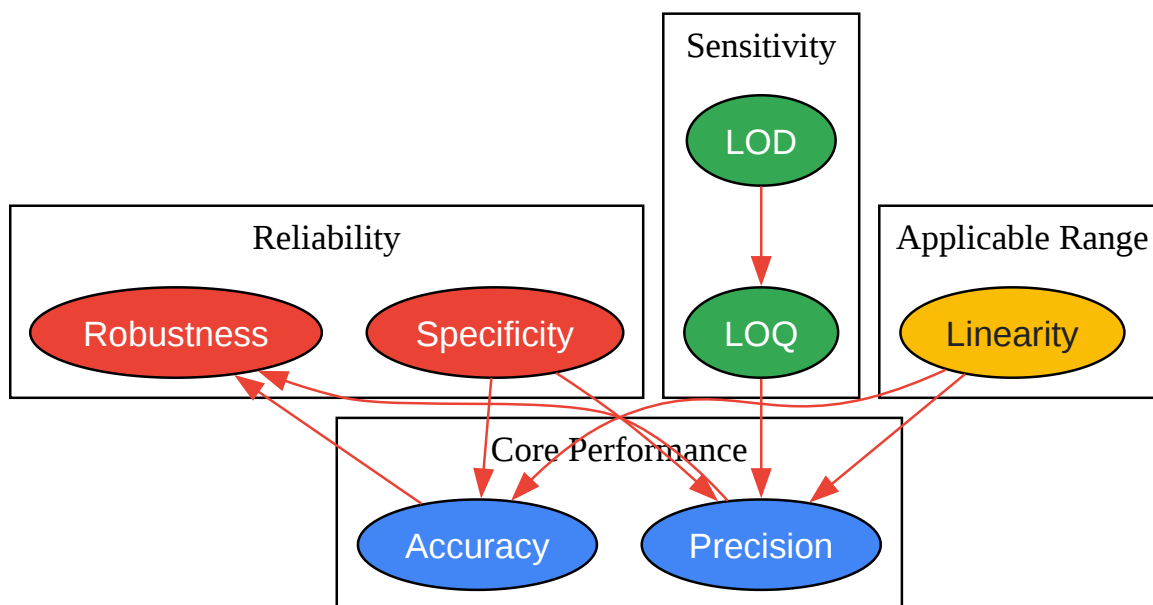 Sensitivity
LOD
Reliability
Applicable Range
Robustness
Specificity
LOQ
Linearity
Core Performance
Accuracy
Precision